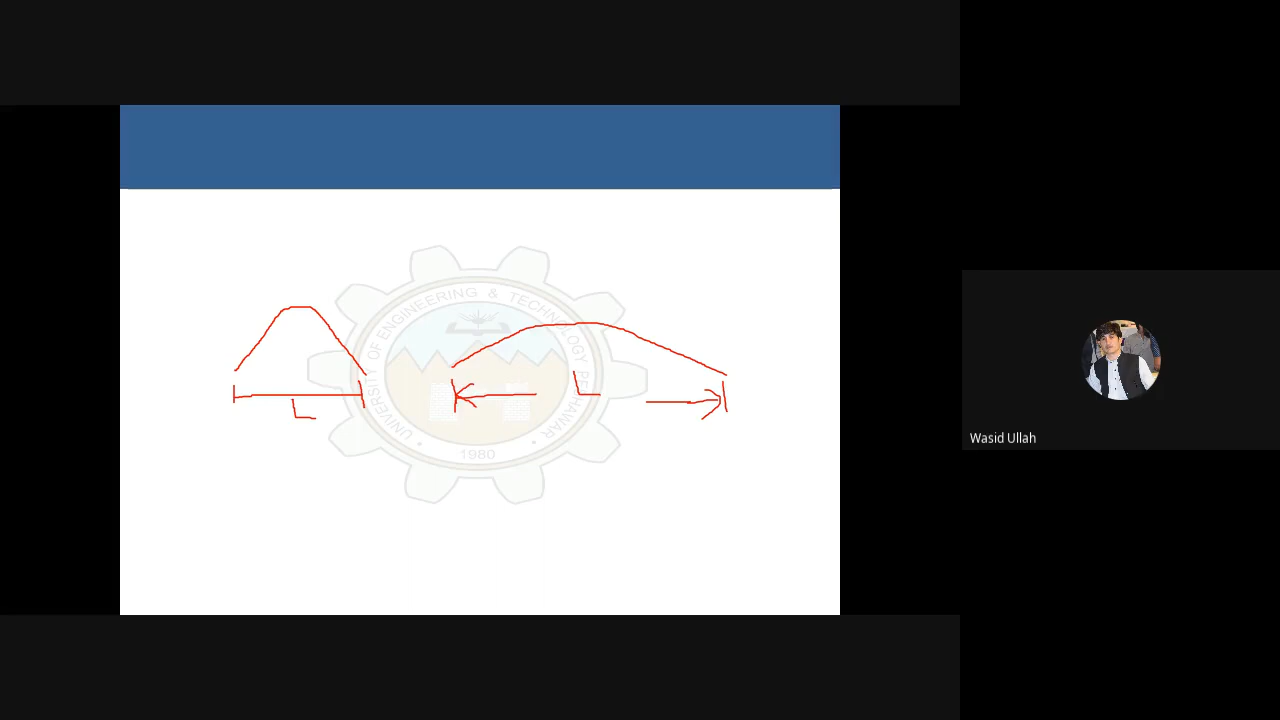 UNIVERSITY OF ENGINEERING & TECHNOLOGY PESHAWAR
1980
L
L
Wasid Ullah